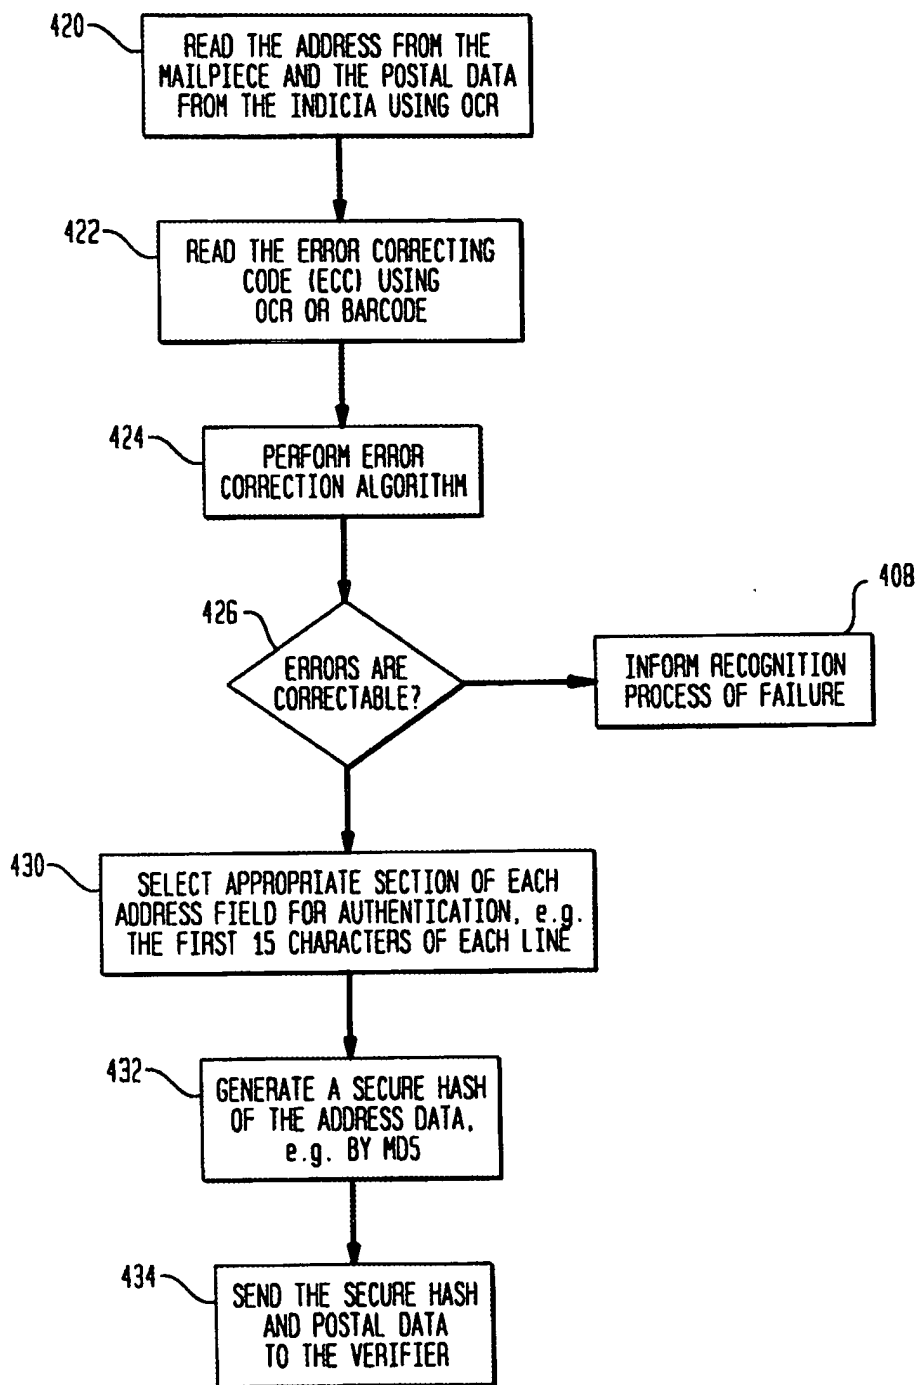 420
READ THE ADDRESS FROM THE
MAILPIECE AND THE POSTAL DATA
FROM THE INDICIA USING OCR
422
READ THE ERROR CORRECTING
CODE (ECC) USING
OCR OR BARCODE
424
PERFORM ERROR
CORRECTION ALGORITHM
426
ERRORS ARE
CORRECTABLE?
408
INFORM RECOGNITION
PROCESS OF FAILURE
430
SELECT APPROPRIATE SECTION OF EACH
ADDRESS FIELD FOR AUTHENTICATION, e.g.
THE FIRST 15 CHARACTERS OF EACH LINE
432
GENERATE A SECURE HASH
OF THE ADDRESS DATA,
e.g. BY MD5
434
SEND THE SECURE HASH
AND POSTAL DATA
TO THE VERIFIER